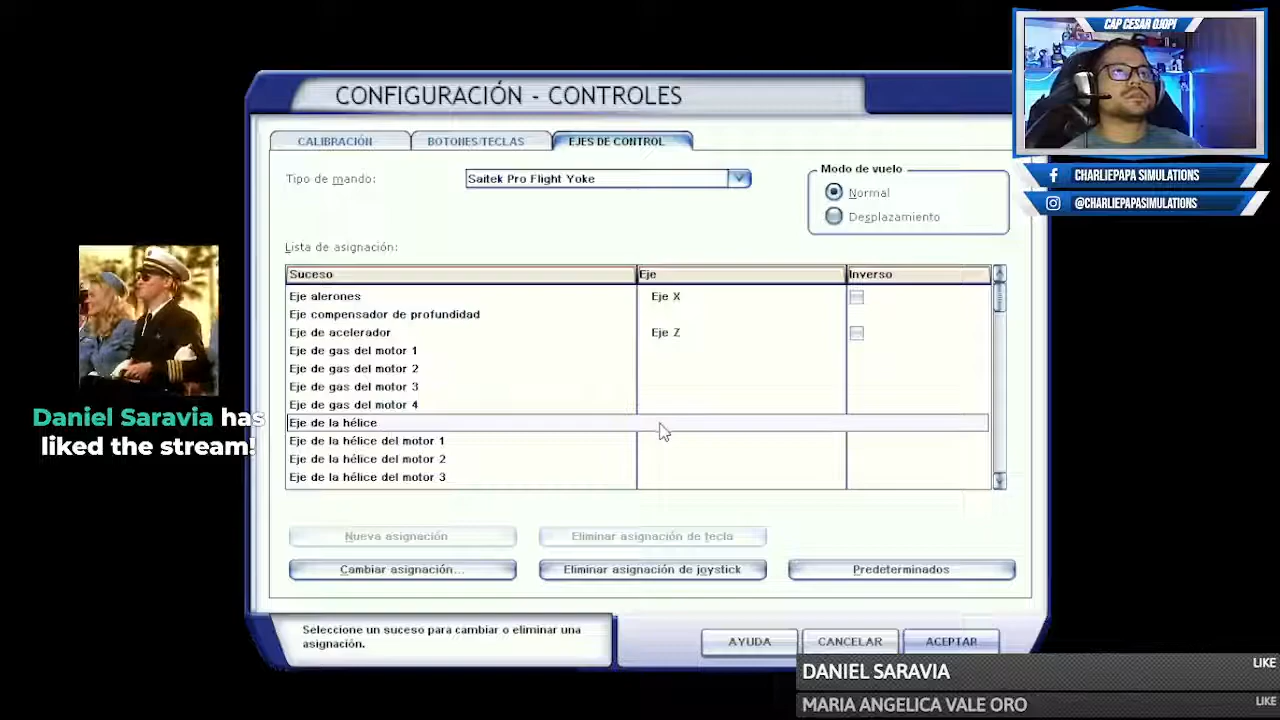 CAP CESAR OJOPI
CONFIGURACIÓN - CONTROLES
CALIBRACIÓN
BOTONES/TECLAS
EJES DE CONTROL
Tipo de mando:
Saitek Pro Flight Yoke
Modo de vuelo
Normal
Desplazamiento
CHARLIEPAPA SIMULATIONS
@CHARLIEPAPASIMULATIONS
Lista de asignación:
Suceso Eje Inverso
Eje alerones Eje X
Eje compensador de profundidad
Eje de acelerador Eje Z
Eje de gas del motor 1
Eje de gas del motor 2
Eje de gas del motor 3
Eje de gas del motor 4
Eje de la hélice
Eje de la hélice del motor 1
Eje de la hélice del motor 2
Eje de la hélice del motor 3
Daniel Saravia has
liked the stream!
Nueva asignación
Eliminar asignación de tecla
Cambiar asignación...
Eliminar asignación de joystick
Predeterminados
Seleccione un suceso para cambiar o eliminar una
asignación.
AYUDA
CANCELAR
ACEPTAR
DANIEL SARAVIA LIKE
MARIA ANGELICA VALE ORO LIKE